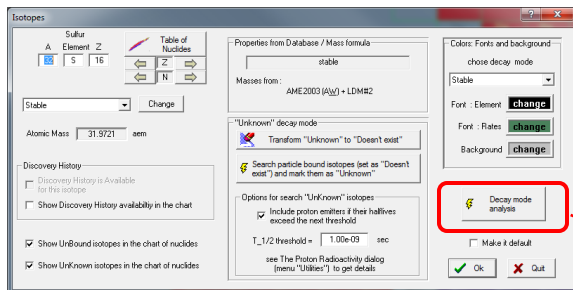 Isotopes
Sulfur
A Element Z
32 S 16
Table of
Nuclides
Z
N
Stable
Change
Atomic Mass 31.9721 aem
Discovery History
Discovery History is Available
for this isotope
Show Discovery History availabiltiy in the chart
Show UnBound isotopes in the chart of nuclides
Show UnKnown isotopes in the chart of nuclides
Properties from Database / Mass formula
stable
Masses from :
AME2003 (AW) + LDM#2
"Unknown" decay mode
Transform "Unknown" to "Doesn't exist"
Search particle bound isotopes (set as "Doesn't
exist") and mark them as "Unknown"
Options for search "UnKnown" isotopes
Include proton emitters if their halflives
exceed the next threshold
T_1/2 threshold = 1.00e-09 sec
see The Proton Radioactivity dialog
(menu "Utilities") to get details
Colors: Fonts and background
chose decay mode
Stable
Font : Element change
Font : Rates change
Background change
Decay mode
analysis
Make it default
Ok
Quit